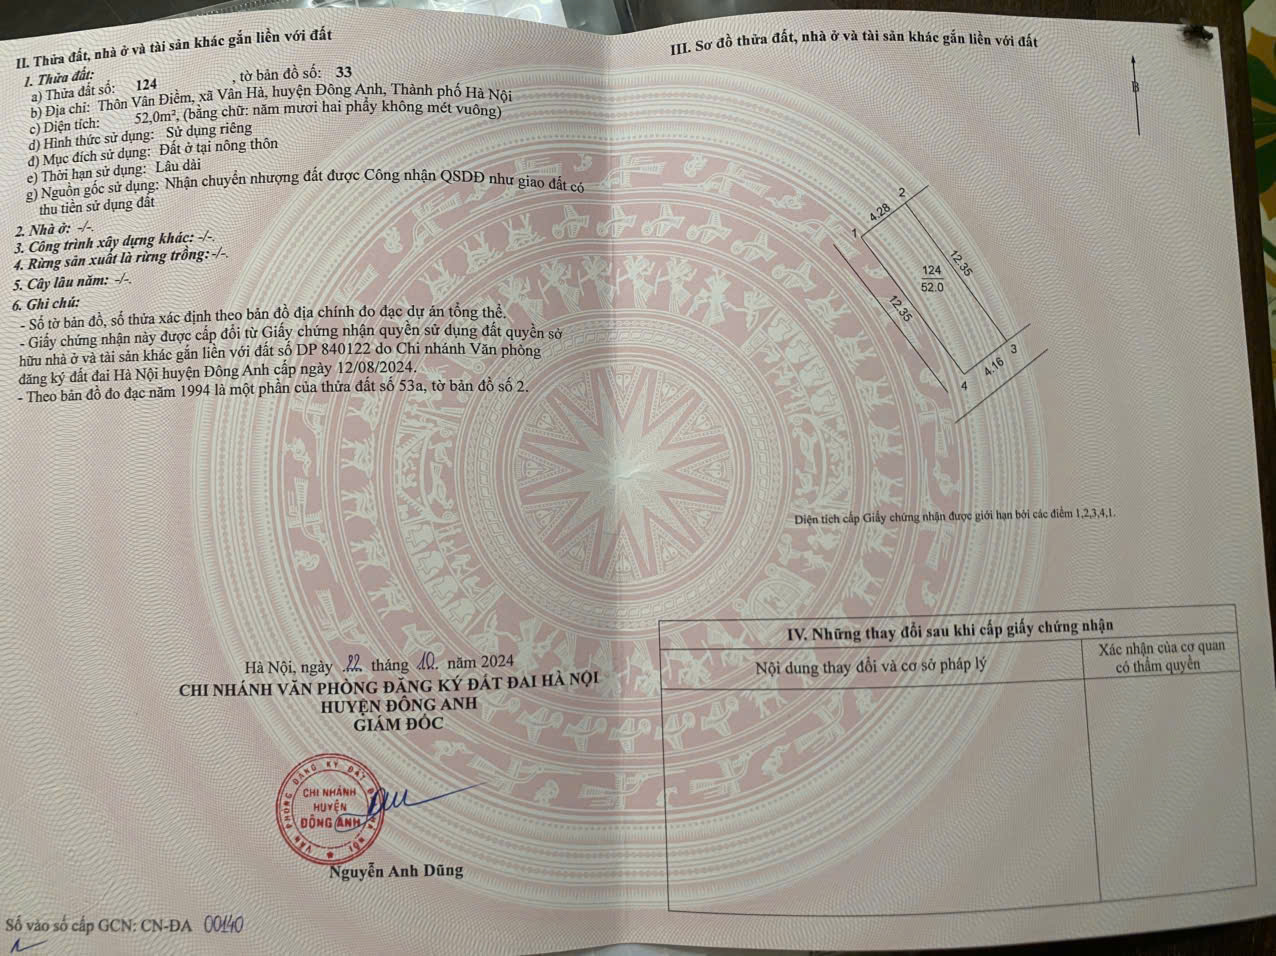 II. Thửa đất, nhà ở và tài sản khác gắn liền với đất
1. Thửa đất:
a) Thửa đất số: 124 , tờ bản đồ số: 33
b) Địa chỉ: Thôn Vân Điềm, xã Vân Hà, huyện Đông Anh, Thành phố Hà Nội
c) Diện tích: 52,0m², (bằng chữ: năm mươi hai phẩy không mét vuông)
d) Hình thức sử dụng: Sử dụng riêng
đ) Mục đích sử dụng: Đất ở tại nông thôn
e) Thời hạn sử dụng: Lâu dài
g) Nguồn gốc sử dụng: Nhận chuyển nhượng đất được Công nhận QSDĐ như giao đất có
thu tiền sử dụng đất
2. Nhà ở: -/-.
3. Công trình xây dựng khác: -/-.
4. Rừng sản xuất là rừng trồng: -/-.
5. Cây lâu năm: -/-.
6. Ghi chú:
- Số tờ bản đồ, số thửa xác định theo bản đồ địa chính đo đạc dự án tổng thể.
- Giấy chứng nhận này được cấp đổi từ Giấy chứng nhận quyền sử dụng đất quyền sở
hữu nhà ở và tài sản khác gắn liền với đất số DP 840122 do Chi nhánh Văn phòng
đăng ký đất đai Hà Nội huyện Đông Anh cấp ngày 12/08/2024.
- Theo bản đồ đo đạc năm 1994 là một phần của thửa đất số 53a, tờ bản đồ số 2.
Hà Nội, ngày 22 tháng 10 năm 2024
CHI NHÁNH VĂN PHÒNG ĐĂNG KÝ ĐẤT ĐAI HÀ NỘI
HUYỆN ĐÔNG ANH
GIÁM ĐỐC
VĂN PHÒNG ĐĂNG KÝ ĐẤT ĐAI HÀ NỘI
CHI NHÁNH
HUYỆN
ĐÔNG ANH
Nguyễn Anh Dũng
Số vào sổ cấp GCN: CN-ĐA 00140
III. Sơ đồ thửa đất, nhà ở và tài sản khác gắn liền với đất
B
1
4.28
2
12.35
124
52.0
12.35
3
4.16
4
Diện tích cấp Giấy chứng nhận được giới hạn bởi các điểm 1,2,3,4,1.
IV. Những thay đổi sau khi cấp giấy chứng nhận
Nội dung thay đổi và cơ sở pháp lý
Xác nhận của cơ quan
có thẩm quyền